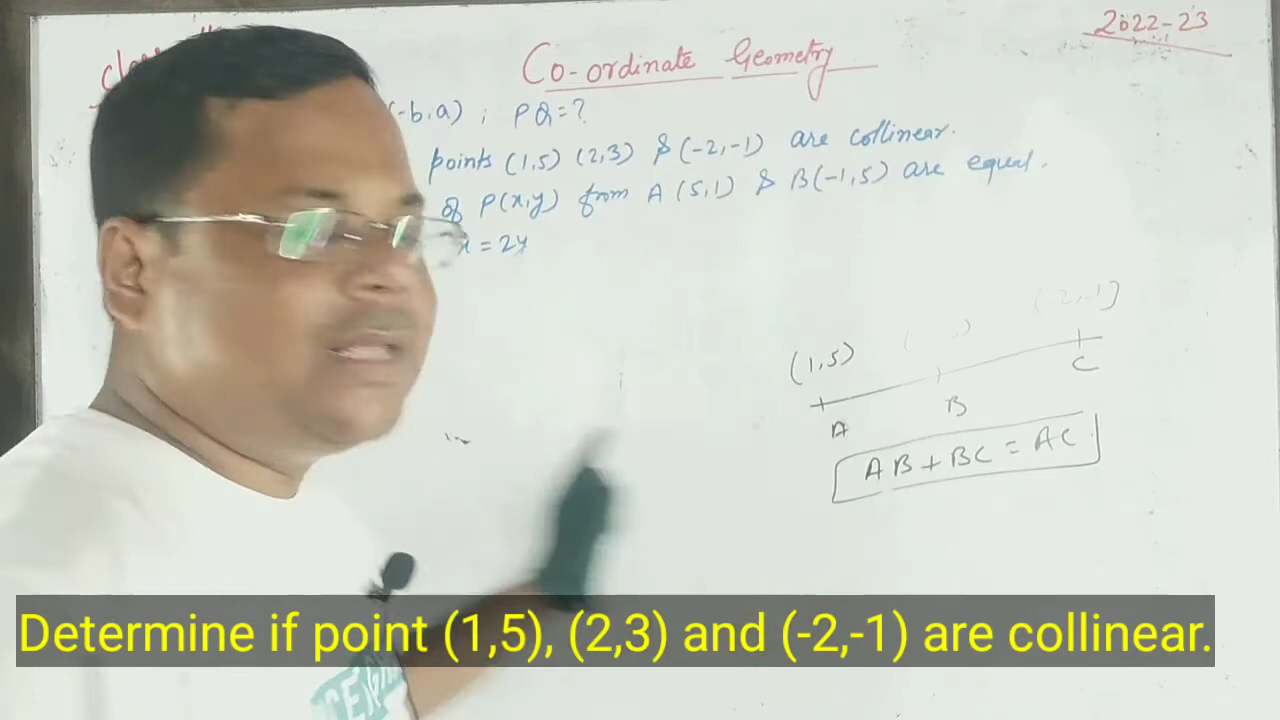 2022-23
Co-ordinate Geometry
(-b,a) ; PQ=?
points (1,5) (2,3) & (-2,-1) are collinear.
of P(x,y) from A (5,1) & B(-1,5) are equal.
x = 2y
(-2,-1)
(1,5)
C
B
A
AB+BC = AC
Determine if point (1,5), (2,3) and (-2,-1) are collinear.